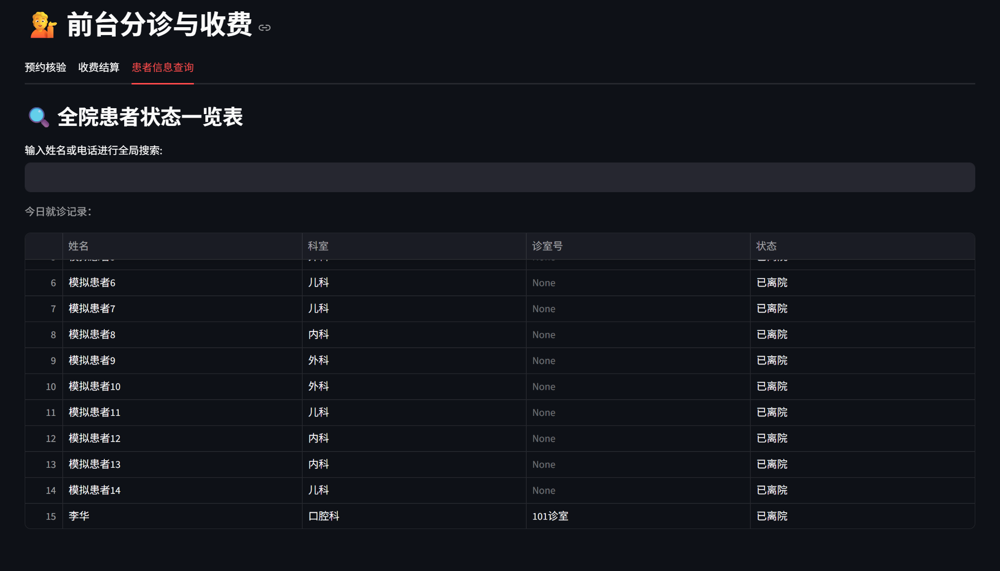 前台分诊与收费
预约核验 收费结算 患者信息查询
全院患者状态一览表
输入姓名或电话进行全局搜索:
今日就诊记录：
姓名 科室 诊室号 状态
6 模拟患者6 儿科 None 已离院
7 模拟患者7 儿科 None 已离院
8 模拟患者8 内科 None 已离院
9 模拟患者9 外科 None 已离院
10 模拟患者10 外科 None 已离院
11 模拟患者11 儿科 None 已离院
12 模拟患者12 内科 None 已离院
13 模拟患者13 内科 None 已离院
14 模拟患者14 儿科 None 已离院
15 李华 口腔科 101诊室 已离院